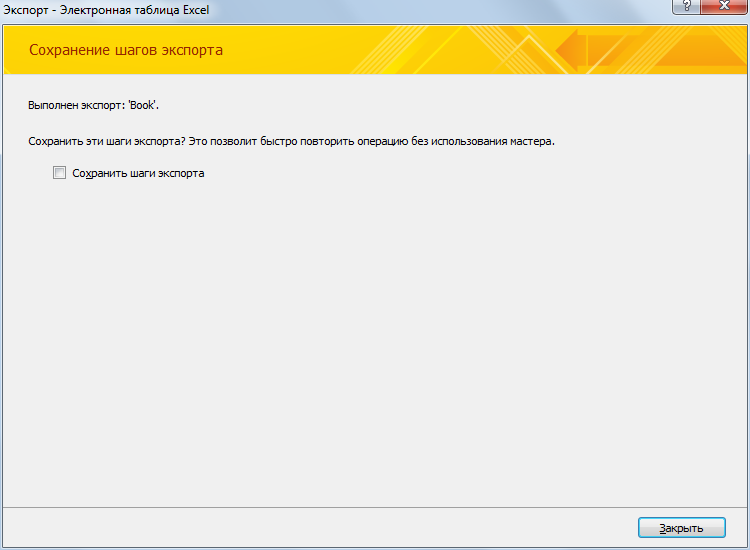 Экспорт - Электронная таблица Excel
Сохранение шагов экспорта
Выполнен экспорт: 'Book'.
Сохранить эти шаги экспорта? Это позволит быстро повторить операцию без использования мастера.
Сохранить шаги экспорта
Закрыть